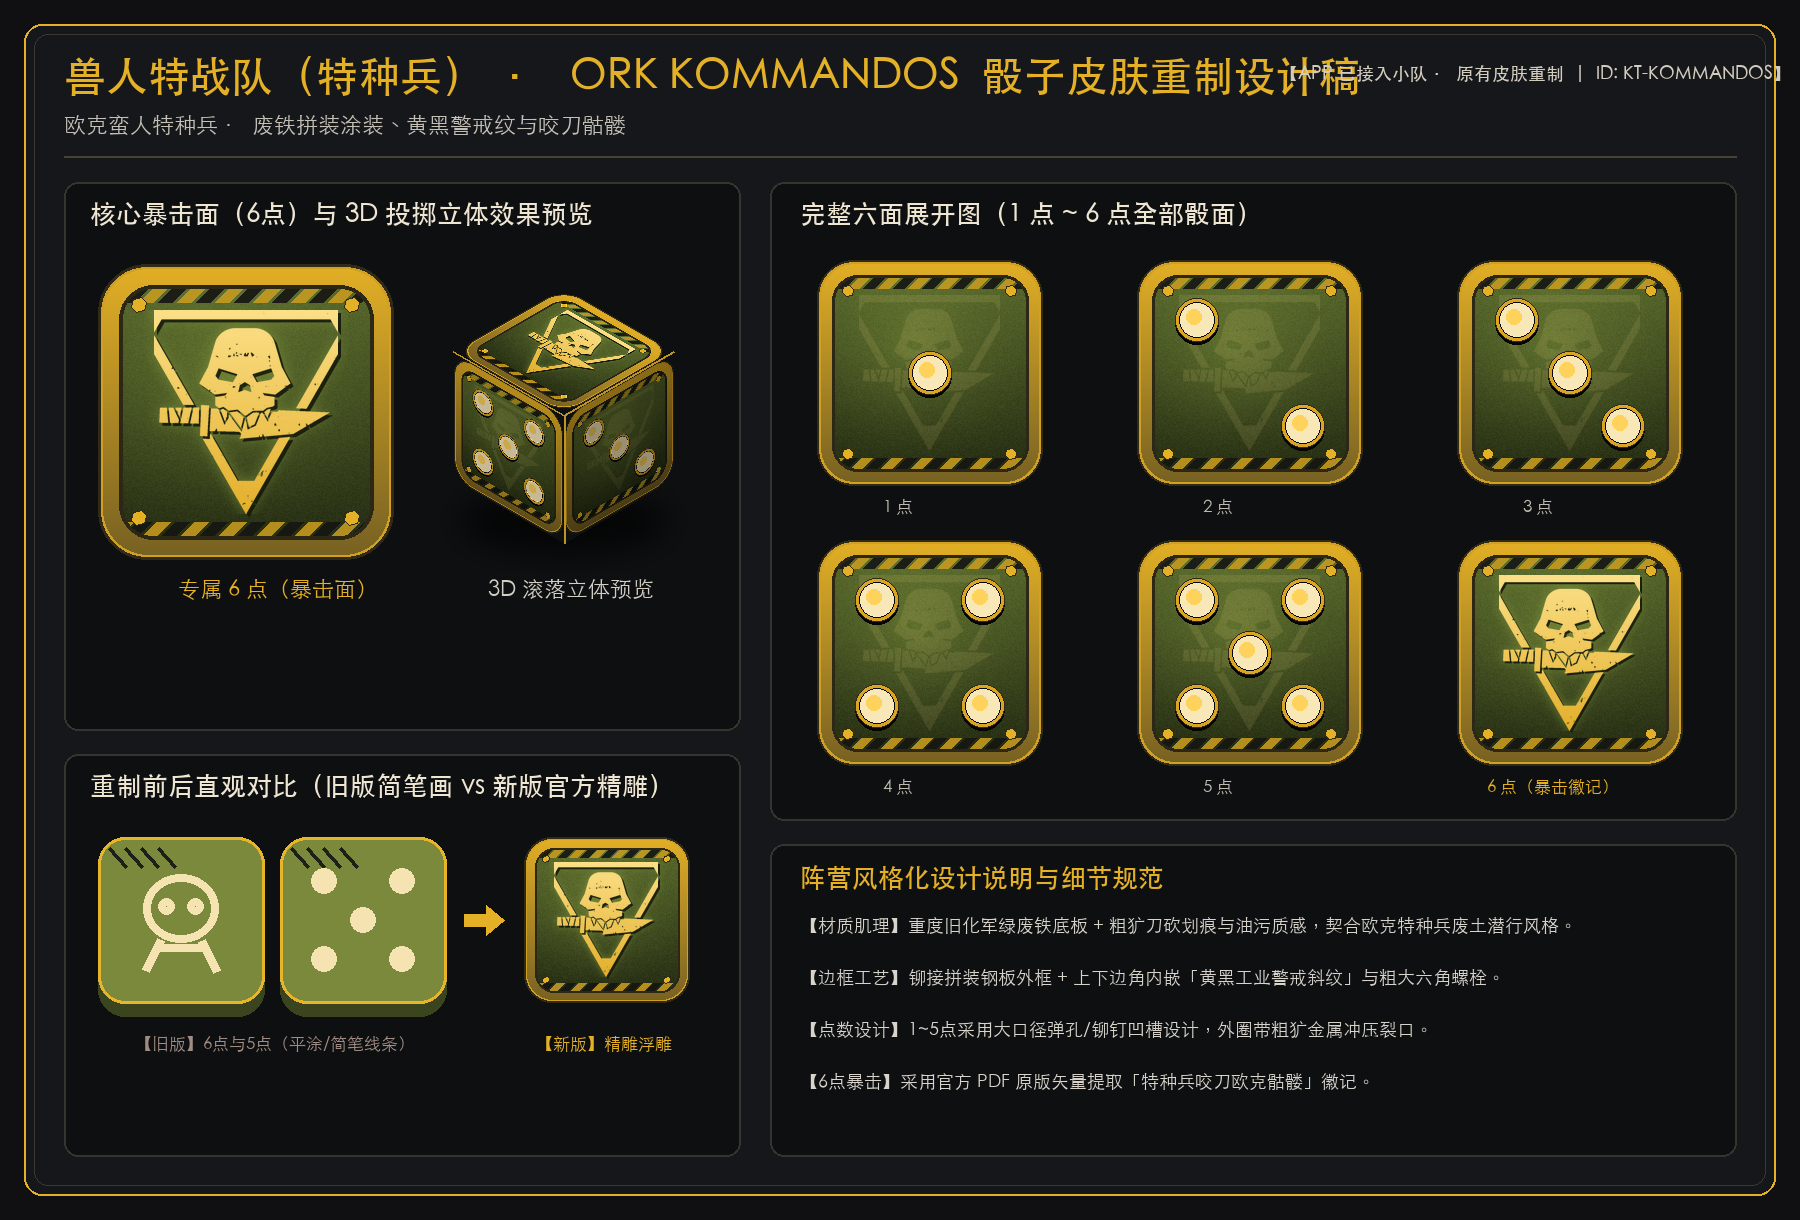 兽人特战队（特种兵） · ORK KOMMANDOS 骰子皮肤重制设计稿
【APP 已接入小队 · 原有皮肤重制 | ID: KT-KOMMANDOS】
欧克蛮人特种兵 · 废铁拼装涂装、黄黑警戒纹与咬刀骷髅
核心暴击面（6点）与 3D 投掷立体效果预览
专属 6 点（暴击面）
3D 滚落立体预览
完整六面展开图（1 点 ~ 6 点全部骰面）
1 点
2 点
3 点
4 点
5 点
6 点（暴击徽记）
重制前后直观对比（旧版简笔画 vs 新版官方精雕）
【旧版】6点与5点（平涂/简笔线条）
【新版】精雕浮雕
阵营风格化设计说明与细节规范
【材质肌理】重度旧化军绿废铁底板 + 粗犷刀砍划痕与油污质感，契合欧克特种兵废土潜行风格。
【边框工艺】铆接拼装钢板外框 + 上下边角内嵌「黄黑工业警戒斜纹」与粗大六角螺栓。
【点数设计】1~5点采用大口径弹孔/铆钉凹槽设计，外圈带粗犷金属冲压裂口。
【6点暴击】采用官方 PDF 原版矢量提取「特种兵咬刀欧克骷髅」徽记。